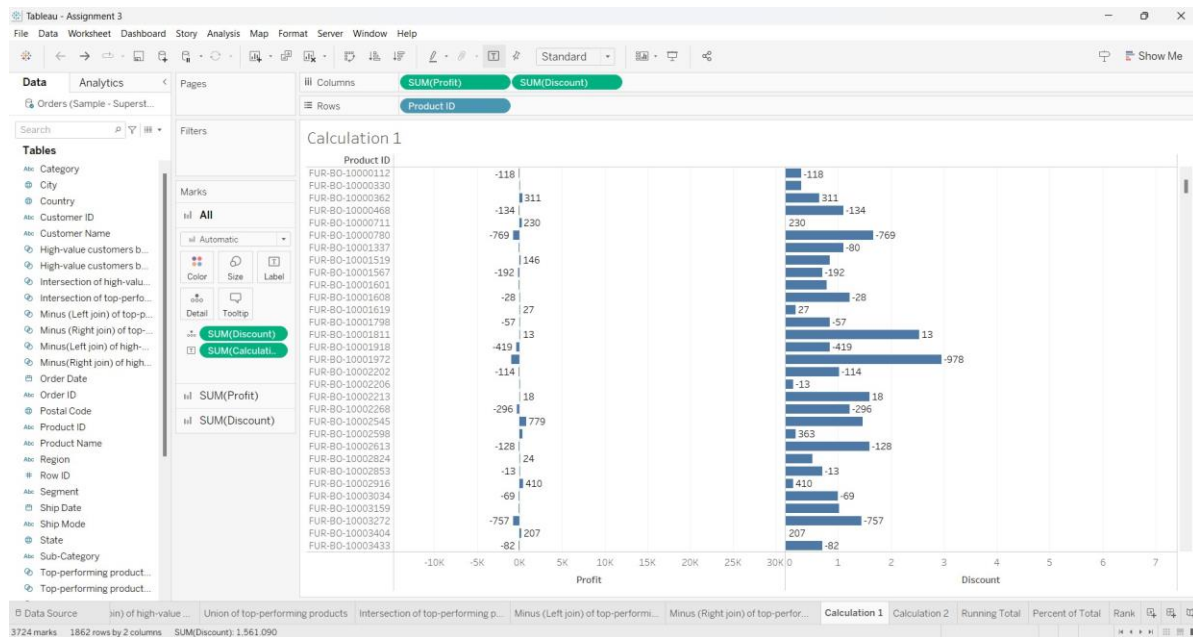 Tableau - Assignment 3
File Data Worksheet Dashboard Story Analysis Map Format Server Window Help
Standard
Show Me
Data Analytics
Orders (Sample - Superst...
Search
Tables
Abc Category
City
Country
Abc Customer ID
Abc Customer Name
High-value customers b...
High-value customers b...
Intersection of high-valu...
Intersection of top-perfo...
Minus (Left join) of top-p...
Minus (Right join) of top-...
Minus(Left join) of high-...
Minus(Right join) of high...
Order Date
Abc Order ID
Postal Code
Abc Product ID
Abc Product Name
Abc Region
# Row ID
Abc Segment
Ship Date
Abc Ship Mode
State
Abc Sub-Category
Top-performing product...
Top-performing product...
Pages
Filters
Marks
All
Automatic
Color Size Label
Detail Tooltip
SUM(Discount)
SUM(Calculati..
SUM(Profit)
SUM(Discount)
Columns SUM(Profit) SUM(Discount)
Rows Product ID
Calculation 1
Product ID
FUR-BO-10000112 -118 -118
FUR-BO-10000330
FUR-BO-10000362 311 311
FUR-BO-10000468 -134 -134
FUR-BO-10000711 230 230
FUR-BO-10000780 -769 -769
FUR-BO-10001337 -80
FUR-BO-10001519 146
FUR-BO-10001567 -192 -192
FUR-BO-10001601
FUR-BO-10001608 -28 -28
FUR-BO-10001619 27 27
FUR-BO-10001798 -57 -57
FUR-BO-10001811 13 13
FUR-BO-10001918 -419 -419
FUR-BO-10001972 -978
FUR-BO-10002202 -114 -114
FUR-BO-10002206 -13
FUR-BO-10002213 18 18
FUR-BO-10002268 -296 -296
FUR-BO-10002545 779
FUR-BO-10002598 363
FUR-BO-10002613 -128 -128
FUR-BO-10002824 24
FUR-BO-10002853 -13 -13
FUR-BO-10002916 410 410
FUR-BO-10003034 -69 -69
FUR-BO-10003159
FUR-BO-10003272 -757 -757
FUR-BO-10003404 207 207
FUR-BO-10003433 -82 -82
-10K -5K 0K 5K 10K 15K 20K 25K 30K 0 1 2 3 4 5 6 7
Profit Discount
Data Source oin) of high-value ... Union of top-performing products Intersection of top-performing p... Minus (Left join) of top-performi... Minus (Right join) of top-perfor... Calculation 1 Calculation 2 Running Total Percent of Total Rank
3724 marks 1862 rows by 2 columns SUM(Discount): 1,561.090